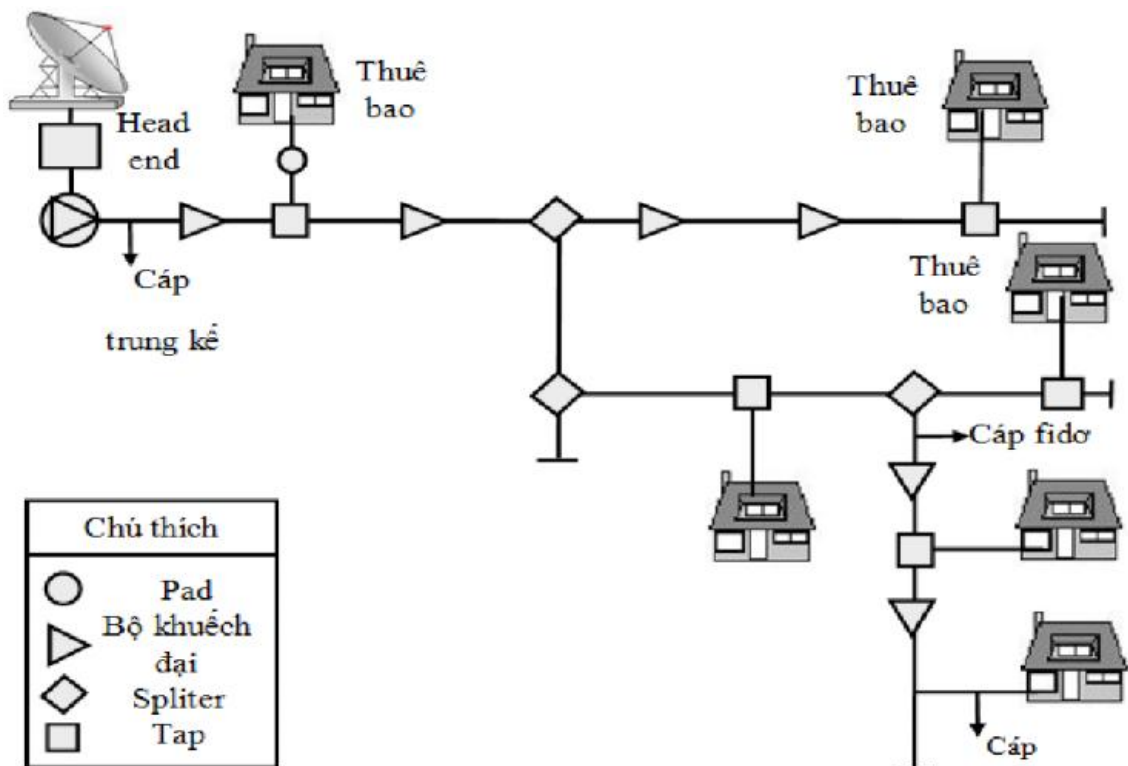 Head
end
Thuê
bao
Thuê
bao
Cáp
trung kế
Thuê
bao
Cáp fidơ
Chú thích
Pad
Bộ khuếch
đại
Spliter
Tap
Cáp